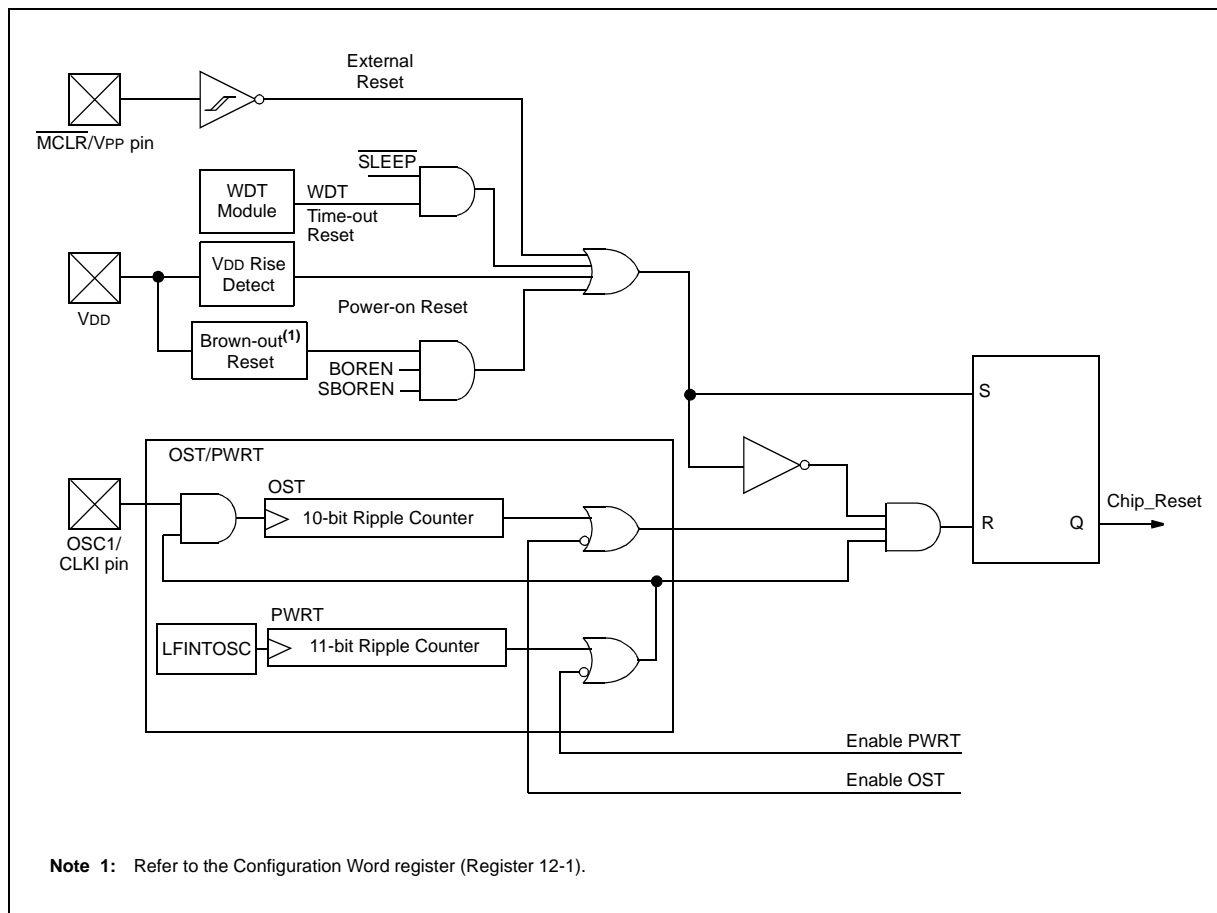 External
Reset
MCLR/VPP pin
SLEEP
WDT
Module
WDT
Time-out
Reset
VDD
VDD Rise
Detect
Power-on Reset
Brown-out(1)
Reset
BOREN
SBOREN
S
R
Q
Chip_Reset
OST/PWRT
OSC1/
CLKI pin
OST
10-bit Ripple Counter
PWRT
LFINTOSC
11-bit Ripple Counter
Enable PWRT
Enable OST
Note 1: Refer to the Configuration Word register (Register 12-1).